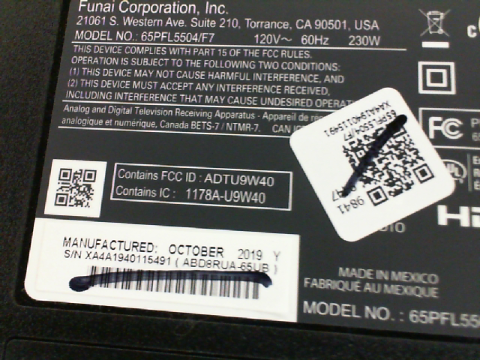 Funai Corporation, Inc.
21061 S. Western Ave. Suite 210, Torrance, CA 90501, USA
MODEL NO.: 65PFL5504/F7 120V~ 60Hz 230W
THIS DEVICE COMPLIES WITH PART 15 OF THE FCC RULES.
OPERATION IS SUBJECT TO THE FOLLOWING TWO CONDITIONS:
(1) THIS DEVICE MAY NOT CAUSE HARMFUL INTERFERENCE, AND
(2) THIS DEVICE MUST ACCEPT ANY INTERFERENCE RECEIVED,
INCLUDING INTERFERENCE THAT MAY CAUSE UNDESIRED OPERATION
Analog and Digital Television Receiving Apparatus - Appareil de
analogique et numérique, Canada BETS-7 / NTMR-7. CAN
XA4A1940115491
9841
FC
Contains FCC ID : ADTU9W40
Contains IC : 1178A-U9W40
MANUFACTURED: OCTOBER 2019 Y
S/N XA4A1940115491 ( ABD8RUA-65UB )
MADE IN MEXICO
FABRIQUÉ AU MEXIQUE
MODEL NO.: 65PFL55